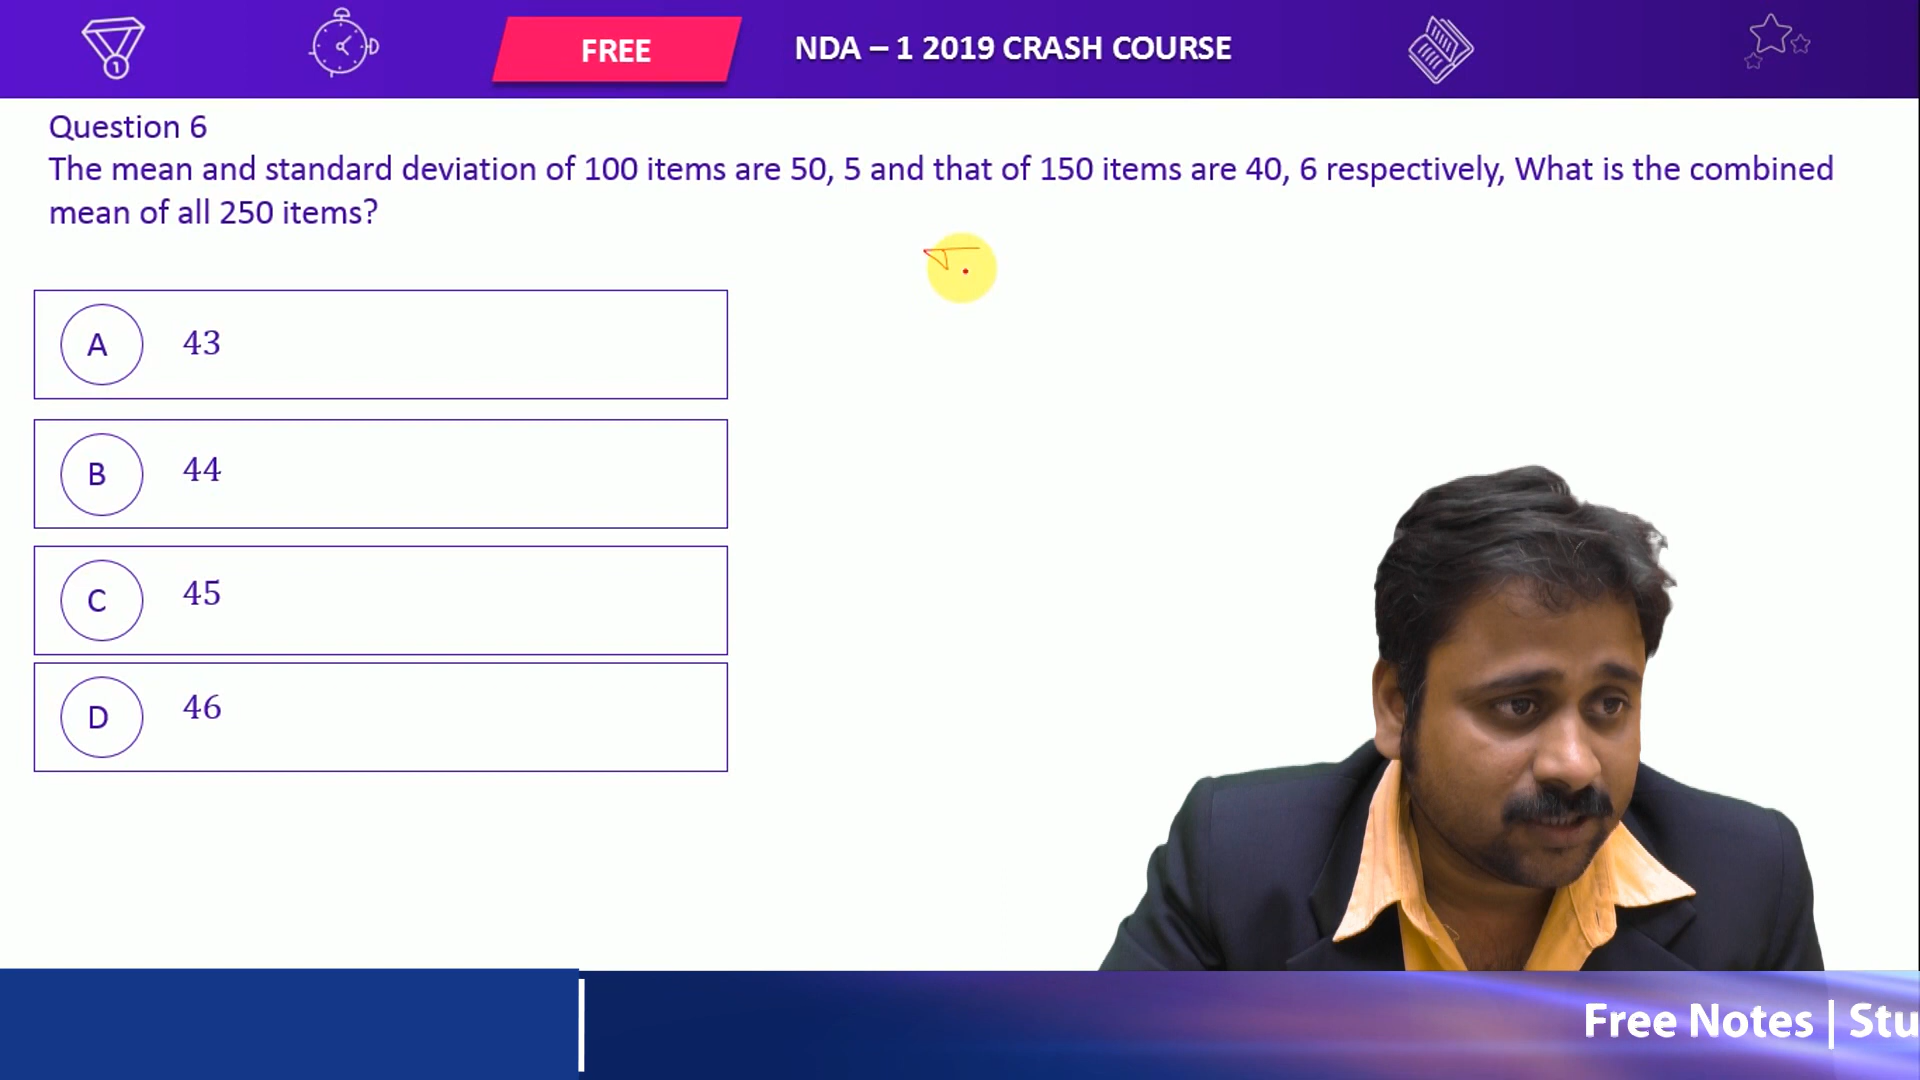 FREE
NDA – 1 2019 CRASH COURSE
1
Question 6
The mean and standard deviation of 100 items are 50, 5 and that of 150 items are 40, 6 respectively, What is the combined
mean of all 250 items?
A 43
B 44
C 45
D 46
Free Notes | Stu